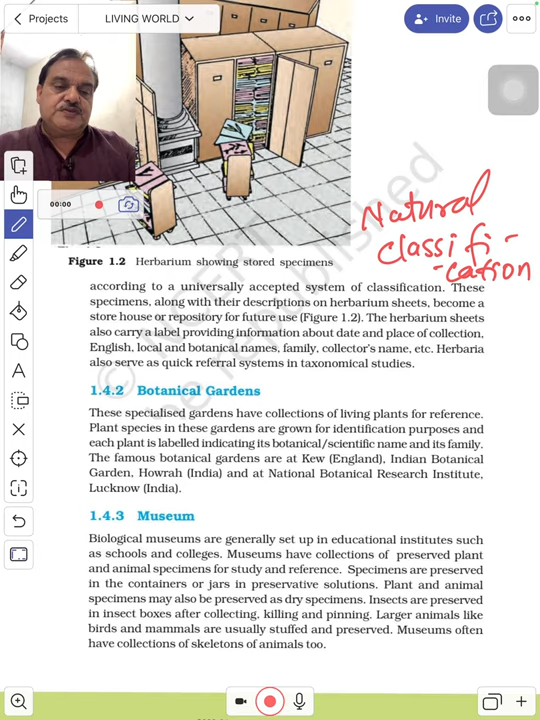 Projects
LIVING WORLD
Invite
00:00
Natural
classifi -
- cation
Figure 1.2 Herbarium showing stored specimens
according to a universally accepted system of classification. These
specimens, along with their descriptions on herbarium sheets, become a
store house or repository for future use (Figure 1.2). The herbarium sheets
also carry a label providing information about date and place of collection,
English, local and botanical names, family, collector's name, etc. Herbaria
also serve as quick referral systems in taxonomical studies.
1.4.2 Botanical Gardens
These specialised gardens have collections of living plants for reference.
Plant species in these gardens are grown for identification purposes and
each plant is labelled indicating its botanical/scientific name and its family.
The famous botanical gardens are at Kew (England), Indian Botanical
Garden, Howrah (India) and at National Botanical Research Institute,
Lucknow (India).
1.4.3 Museum
Biological museums are generally set up in educational institutes such
as schools and colleges. Museums have collections of preserved plant
and animal specimens for study and reference. Specimens are preserved
in the containers or jars in preservative solutions. Plant and animal
specimens may also be preserved as dry specimens. Insects are preserved
in insect boxes after collecting, killing and pinning. Larger animals like
birds and mammals are usually stuffed and preserved. Museums often
have collections of skeletons of animals too.